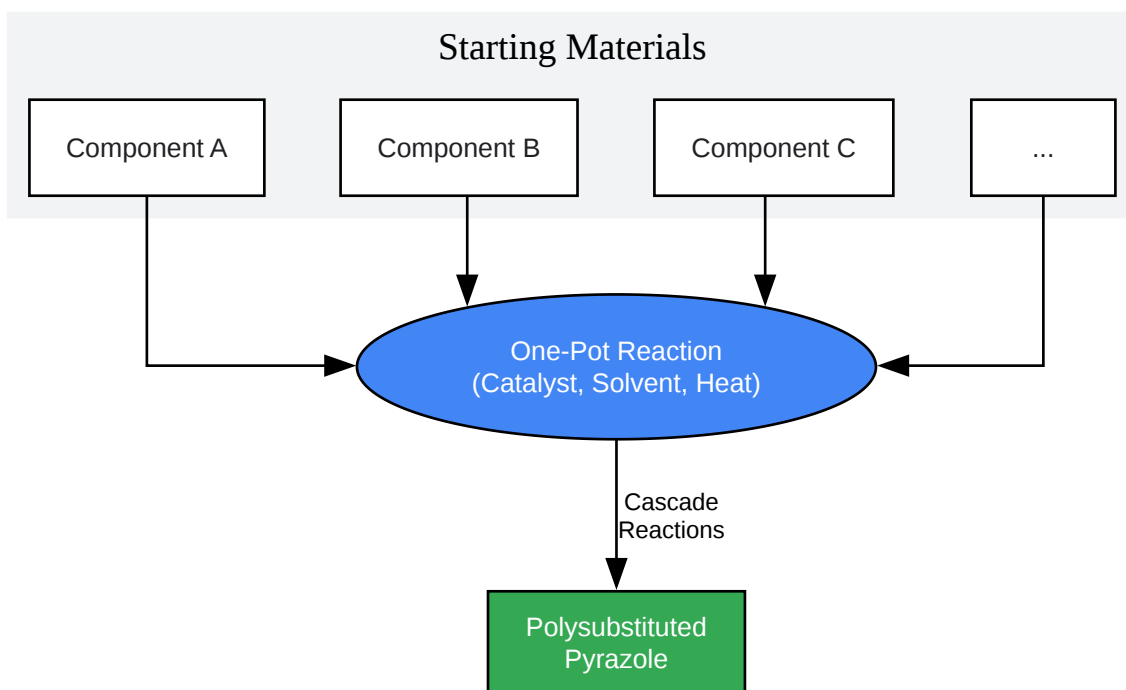 Starting Materials
Component A
Component B
Component C
...
One-Pot Reaction
(Catalyst, Solvent, Heat)
Cascade
Reactions
Polysubstituted
Pyrazole